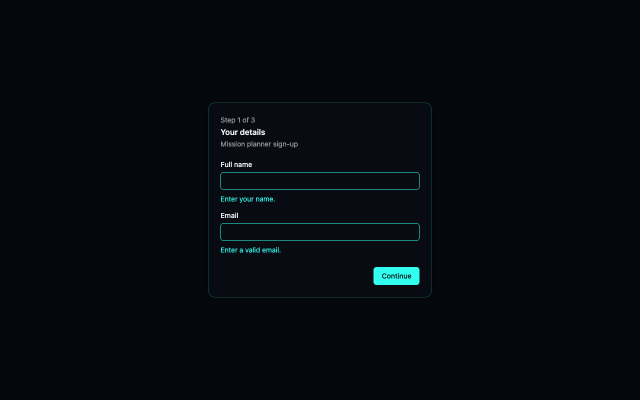 Step 1 of 3
Your details
Mission planner sign-up
Full name
Enter your name.
Email
Enter a valid email.
Continue